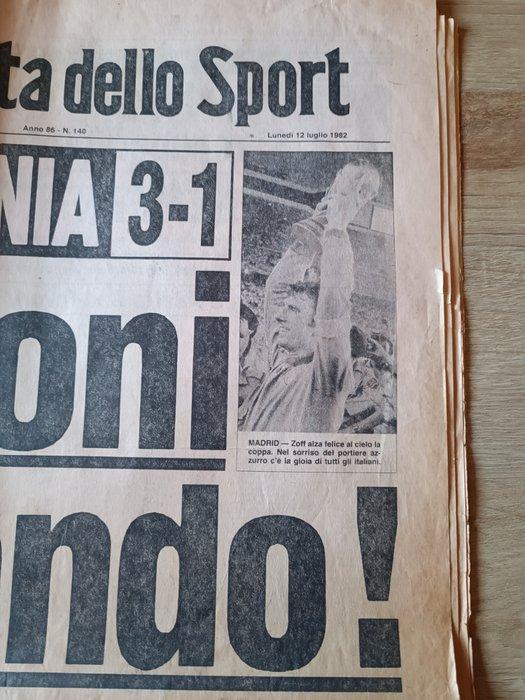 ta dello Sport
Anno 86 - N. 140
Lunedì 12 luglio 1982
NIA 3-1
oni
MADRID — Zoff alza felice al cielo la
coppa. Nel sorriso del portiere az-
zurro c'è la gioia di tutti gli italiani.
ndo!